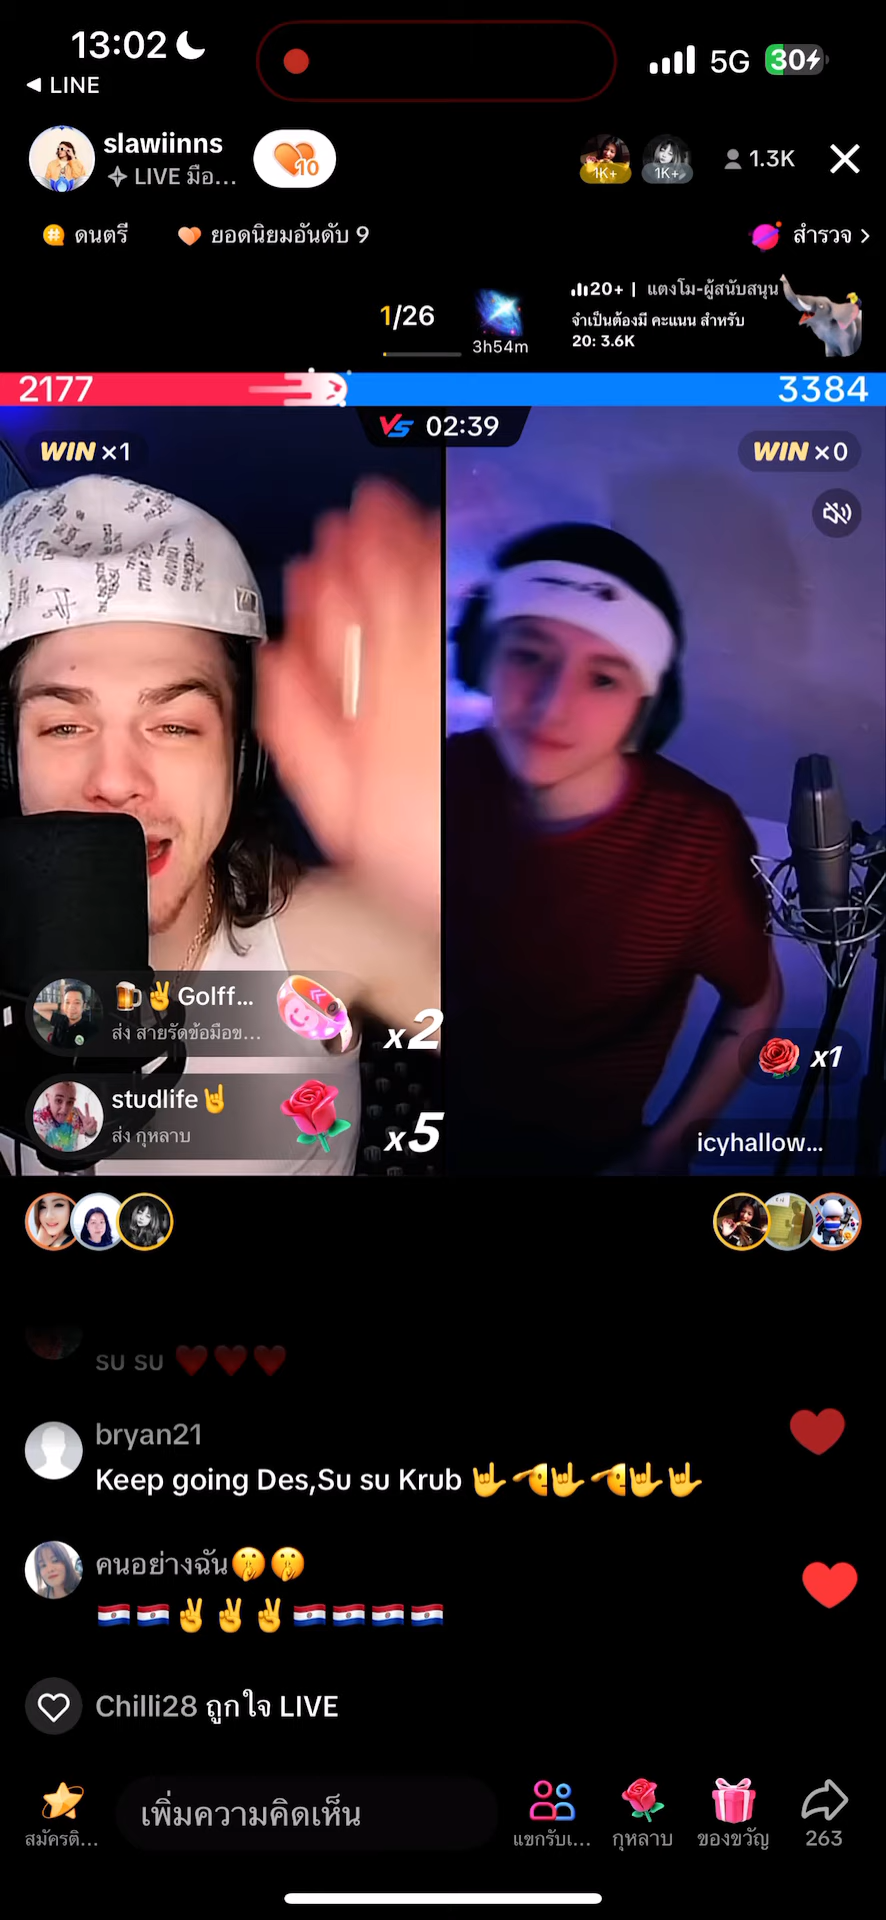 13:02
5G
30
◀ LINE
slawiinns
LIVE มือ...
10
1K+
1K+
1.3K
ดนตรี
ยอดนิยมอันดับ 9
สำรวจ >
1/26
3h54m
20+ | แตงโม-ผู้สนับสนุน
จำเป็นต้องมี คะแนน สำหรับ
20: 3.6K
2177
3384
VS 02:39
WIN ×1
WIN ×0
🍺✌️ Golff...
ส่ง สายรัดข้อมือข...
x2
studlife🤘
ส่ง กุหลาบ
x5
x1
icyhallow...
su su ❤️❤️❤️
bryan21
Keep going Des,Su su Krub 🤟🫡🤟🫡🤟🤟
คนอย่างฉัน🤫🤫
🇵🇾🇵🇾✌️✌️✌️🇵🇾🇵🇾🇵🇾🇵🇾
Chilli28 ถูกใจ LIVE
สมัครติ...
เพิ่มความคิดเห็น
แขกรับเ...
กุหลาบ
ของขวัญ
263